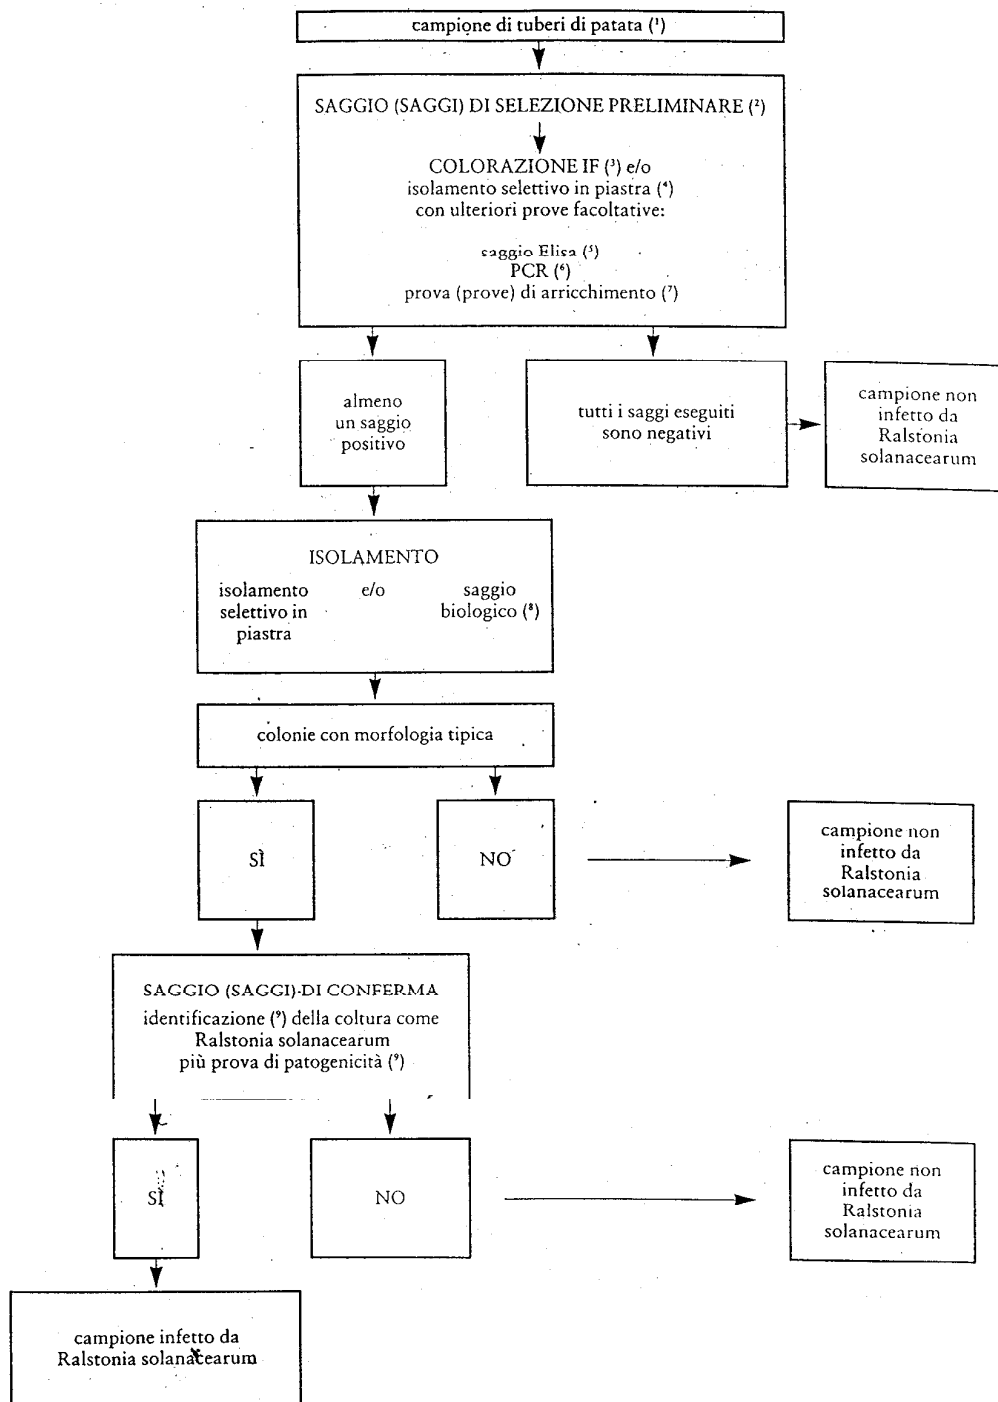 campione di tuberi di patata (¹)
SAGGIO (SAGGI) DI SELEZIONE PRELIMINARE (²)
COLORAZIONE IF (³) e/o
isolamento selettivo in piastra (⁴)
con ulteriori prove facoltative:
saggio Elisa (⁵)
PCR (⁶)
prova (prove) di arricchimento (⁷)
almeno
un saggio
positivo
tutti i saggi eseguiti
sono negativi
campione non
infetto da
Ralstonia
solanacearum
ISOLAMENTO
isolamento e/o saggio
selettivo in biologico (⁸)
piastra
colonie con morfologia tipica
SÌ
NO
campione non
infetto da
Ralstonia
solanacearum
SAGGIO (SAGGI) DI CONFERMA
identificazione (⁹) della coltura come
Ralstonia solanacearum
più prova di patogenicità (⁹)
SÌ
NO
campione non
infetto da
Ralstonia
solanacearum
campione infetto da
Ralstonia solanacearum